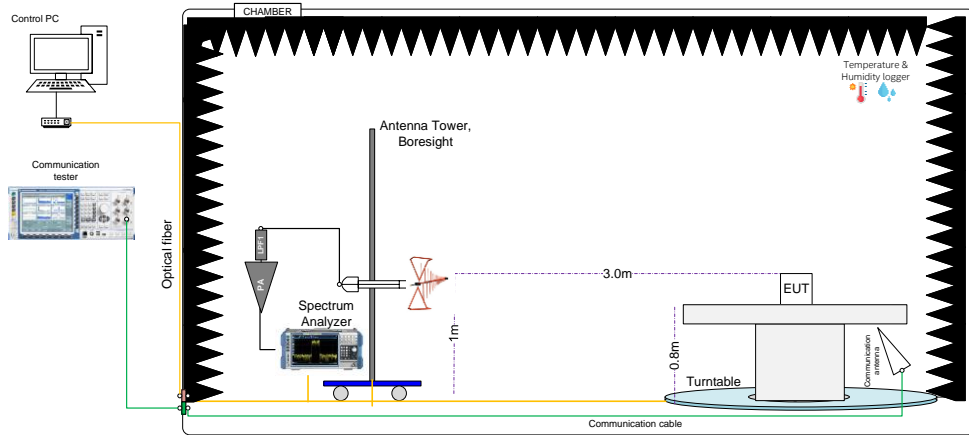 CHAMBER
Control PC
Temperature &
Humidity logger
Antenna Tower,
Boresight
Communication
tester
Optical fiber
LPF1
PA
3.0m
EUT
Spectrum
Analyzer
1m
0.8m
Communication
antenna
Turntable
Communication cable